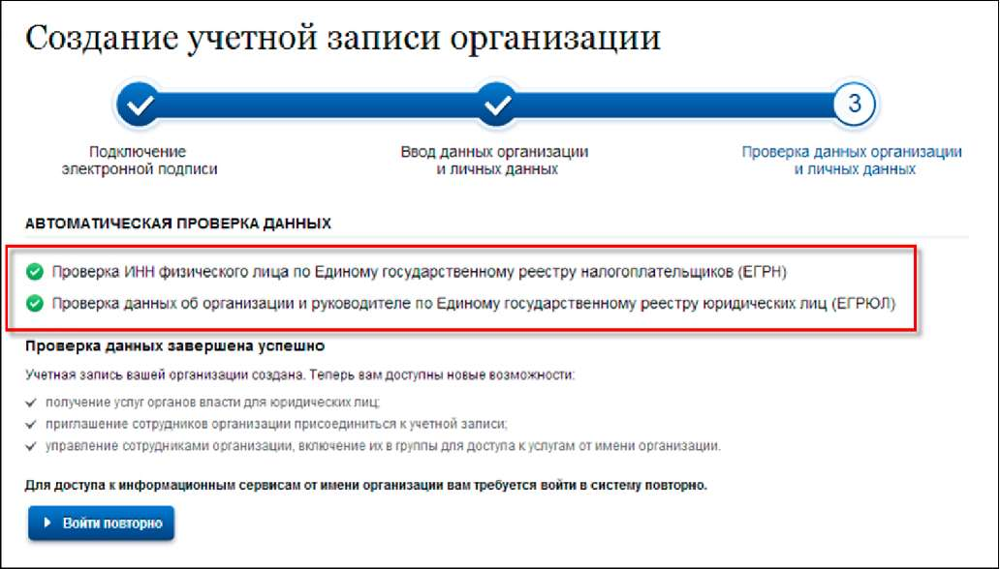 Создание учетной записи организации
3
Подключение
электронной подписи
Ввод данных организации
и личных данных
Проверка данных организации
и личных данных
АВТОМАТИЧЕСКАЯ ПРОВЕРКА ДАННЫХ
Проверка ИНН физического лица по Единому государственному реестру налогоплательщиков (ЕГРН)
Проверка данных об организации и руководителе по Единому государственному реестру юридических лиц (ЕГРЮЛ)
Проверка данных завершена успешно
Учетная запись вашей организации создана. Теперь вам доступны новые возможности:
получение услуг органов власти для юридических лиц;
приглашение сотрудников организации присоединиться к учетной записи;
управление сотрудниками организации, включение их в группы для доступа к услугам от имени организации.
Для доступа к информационным сервисам от имени организации вам требуется войти в систему повторно.
Войти повторно